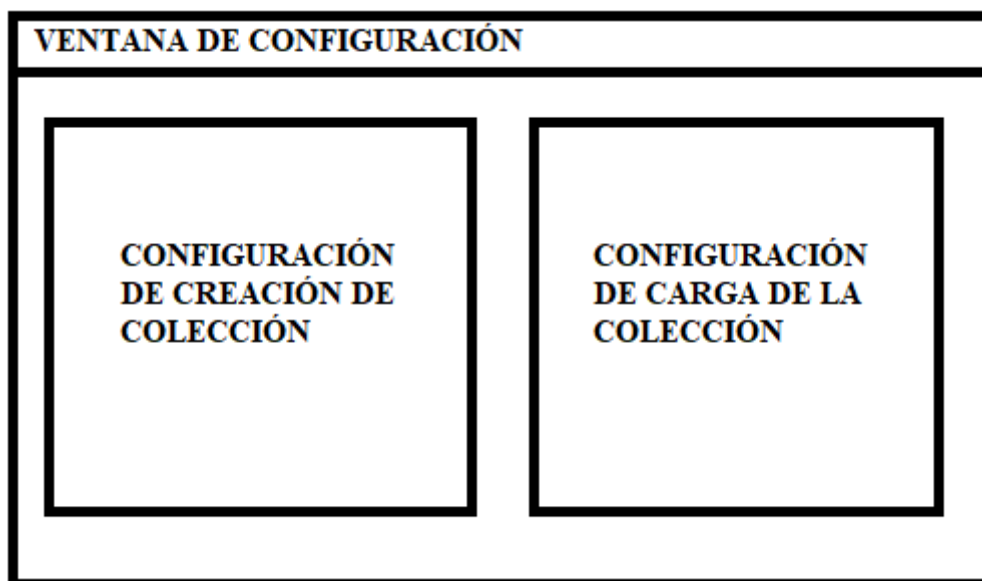 VENTANA DE CONFIGURACIÓN
CONFIGURACIÓN
DE CREACIÓN DE
COLECCIÓN
CONFIGURACIÓN
DE CARGA DE LA
COLECCIÓN